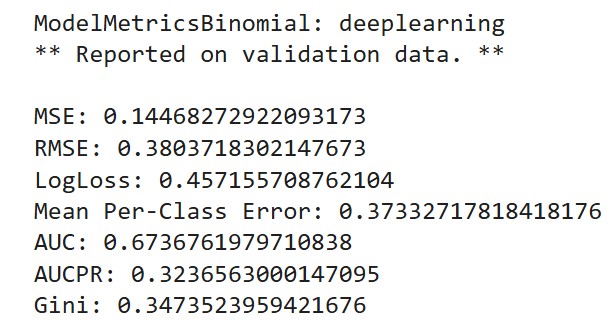 ModelMetricsBinomial: deeplearning
** Reported on validation data. **
MSE: 0.14468272922093173
RMSE: 0.3803718302147673
LogLoss: 0.457155708762104
Mean Per-Class Error: 0.37332717818418176
AUC: 0.6736761979710838
AUCPR: 0.3236563000147095
Gini: 0.3473523959421676